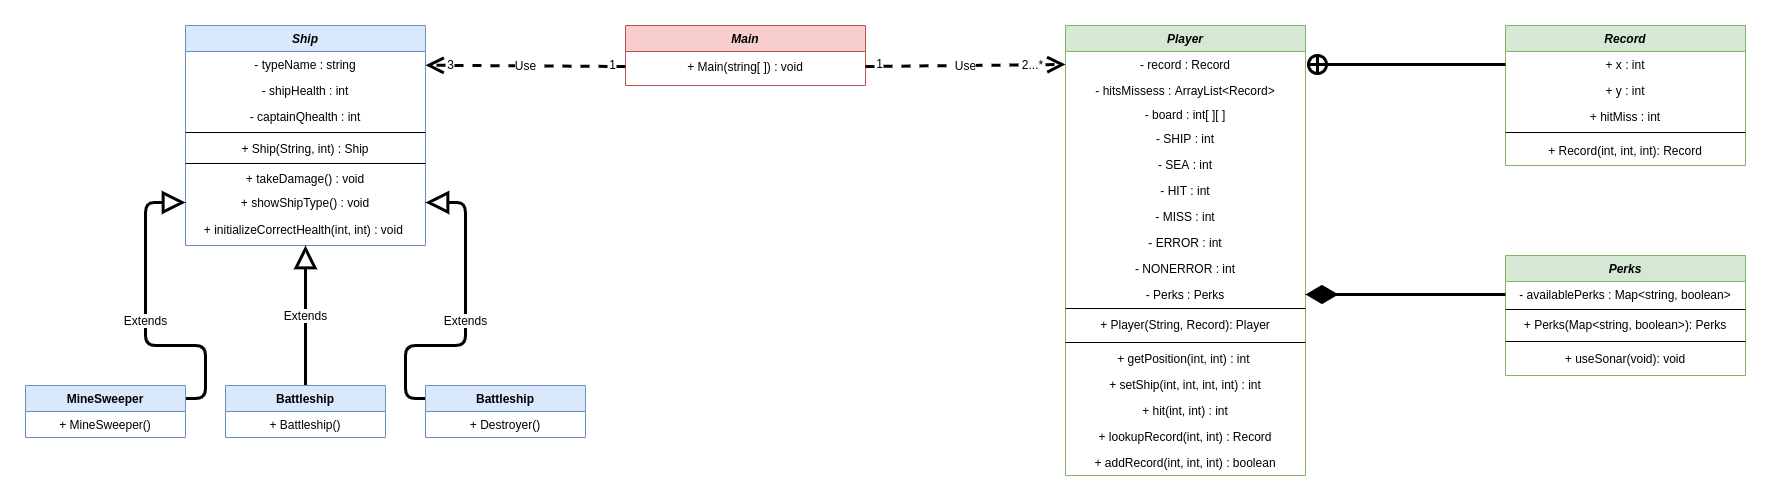 Ship
- typeName : string
- shipHealth : int
- captainQhealth : int
+ Ship(String, int) : Ship
+ takeDamage() : void
+ showShipType() : void
+ initializeCorrectHealth(int, int) : void
3
Use
1
Main
+ Main(string[ ]) : void
1
Use
2...*
Player
- record : Record
- hitsMissess : ArrayList<Record>
- board : int[ ][ ]
- SHIP : int
- SEA : int
- HIT : int
- MISS : int
- ERROR : int
- NONERROR : int
- Perks : Perks
+ Player(String, Record): Player
+ getPosition(int, int) : int
+ setShip(int, int, int, int) : int
+ hit(int, int) : int
+ lookupRecord(int, int) : Record
+ addRecord(int, int, int) : boolean
Record
+ x : int
+ y : int
+ hitMiss : int
+ Record(int, int, int): Record
Perks
- availablePerks : Map<string, boolean>
+ Perks(Map<string, boolean>): Perks
+ useSonar(void): void
Extends
Extends
Extends
MineSweeper
+ MineSweeper()
Battleship
+ Battleship()
Battleship
+ Destroyer()